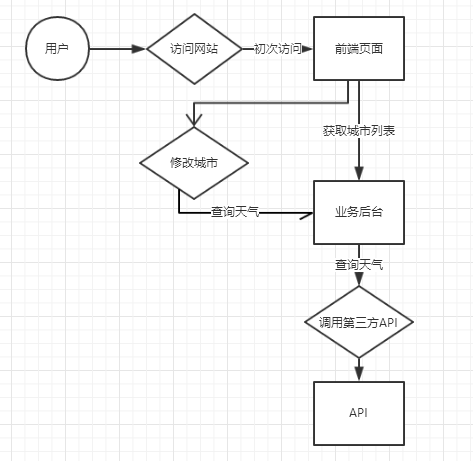 用户
访问网站
初次访问
前端页面
获取城市列表
修改城市
查询天气
业务后台
查询天气
调用第三方API
API